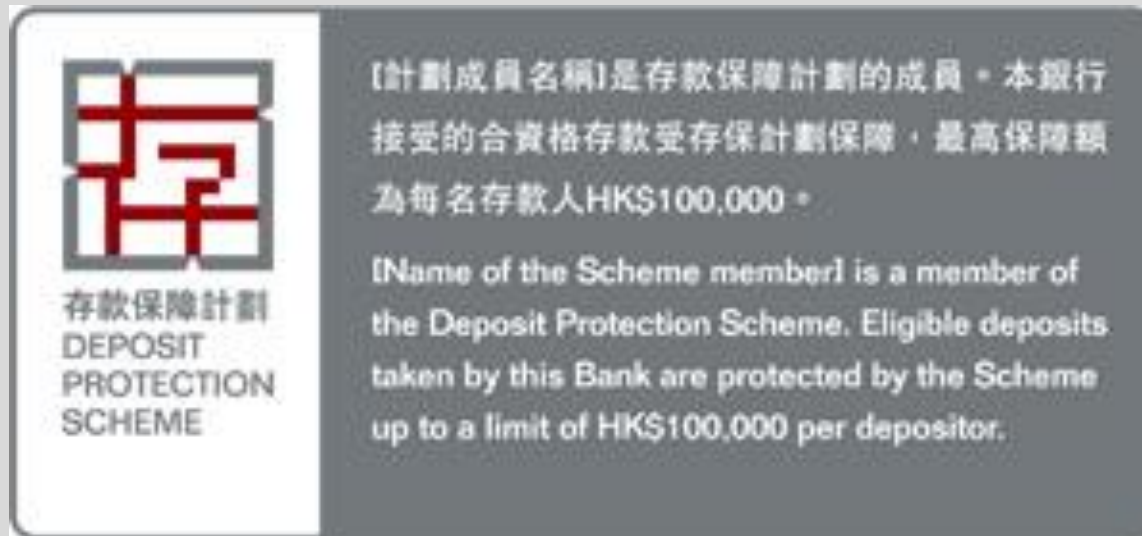 存款保障計劃
DEPOSIT
PROTECTION
SCHEME
[計劃成員名稱]是存款保障計劃的成員。本銀行
接受的合資格存款受存保計劃保障，最高保障額
為每名存款人HK$100,000。
[Name of the Scheme member] is a member of
the Deposit Protection Scheme. Eligible deposits
taken by this Bank are protected by the Scheme
up to a limit of HK$100,000 per depositor.